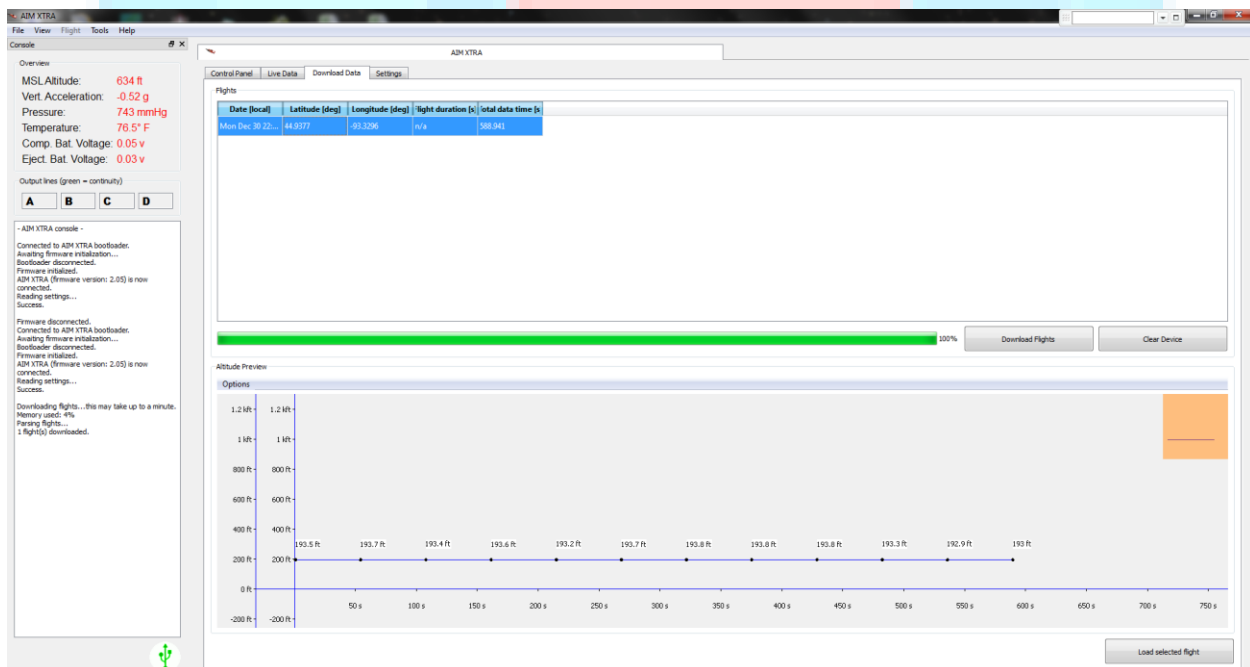 AIM XTRA
File View Flight Tools Help
Console
Overview
MSL Altitude: 634 ft
Vert. Acceleration: -0.52 g
Pressure: 743 mmHg
Temperature: 76.5° F
Comp. Bat. Voltage: 0.05 v
Eject. Bat. Voltage: 0.03 v
Output lines (green = continuity)
A B C D
- AIM XTRA console -
Connected to AIM XTRA bootloader.
Awaiting firmware initialization...
Bootloader disconnected.
Firmware initialized.
AIM XTRA (firmware version: 2.05) is now
connected.
Reading settings...
Success.
Firmware disconnected.
Connected to AIM XTRA bootloader.
Awaiting firmware initialization...
Bootloader disconnected.
Firmware initialized.
AIM XTRA (firmware version: 2.05) is now
connected.
Reading settings...
Success.
Downloading flights...this may take up to a minute.
Memory used: 4%
Parsing flights...
1 flight(s) downloaded.
AIM XTRA
Control Panel Live Data Download Data Settings
Flights
Date [local] Latitude [deg] Longitude [deg] flight duration [s] total data time [s
Mon Dec 30 22:... 44.9377 -93.3296 n/a 588.941
100% Download Flights Clear Device
Altitude Preview
Options
1.2 kft 1.2 kft
1 kft 1 kft
800 ft 800 ft
600 ft 600 ft
400 ft 400 ft
193.5 ft 193.7 ft 193.4 ft 193.6 ft 193.2 ft 193.7 ft 193.8 ft 193.8 ft 193.8 ft 193.3 ft 192.9 ft 193 ft
200 ft 200 ft
0 ft
50 s 100 s 150 s 200 s 250 s 300 s 350 s 400 s 450 s 500 s 550 s 600 s 650 s 700 s 750 s
-200 ft -200 ft
Load selected flight